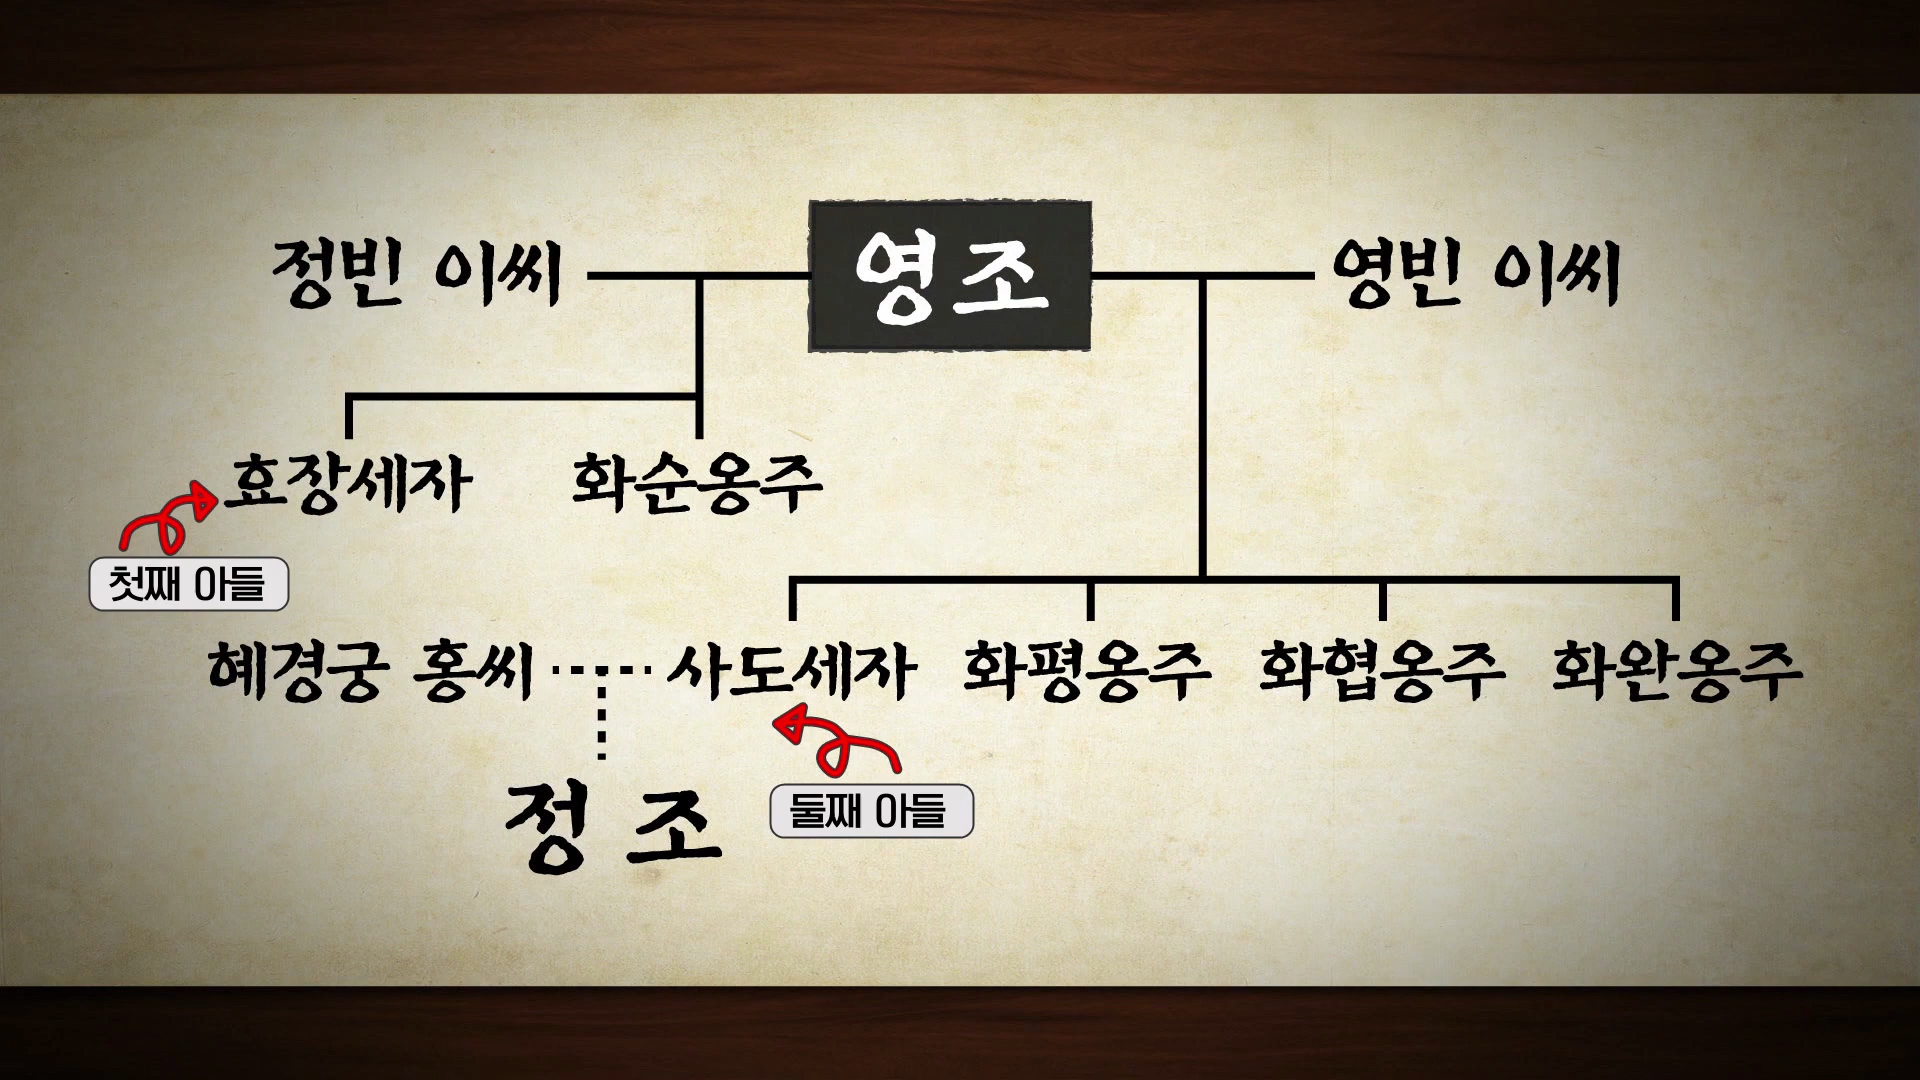 정빈 이씨 영조 영빈 이씨
효장세자 화순옹주
첫째 아들
혜경궁 홍씨 사도세자 화평옹주 화협옹주 화완옹주
정조
둘째 아들